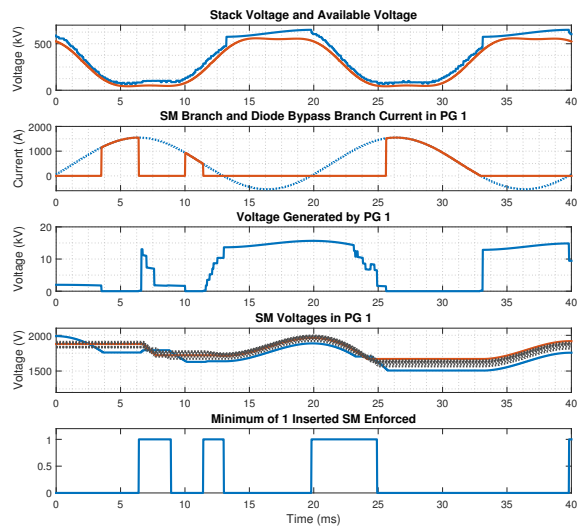 Stack Voltage and Available Voltage
Voltage (kV)
500
0
0 5 10 15 20 25 30 35 40
SM Branch and Diode Bypass Branch Current in PG 1
Current (A)
2000
1000
0
0 5 10 15 20 25 30 35 40
Voltage Generated by PG 1
Voltage (kV)
20
10
0
0 5 10 15 20 25 30 35 40
SM Voltages in PG 1
Voltage (V)
2000
1500
0 5 10 15 20 25 30 35 40
Minimum of 1 Inserted SM Enforced
1
0.5
0
0 5 10 15 20 25 30 35 40
Time (ms)